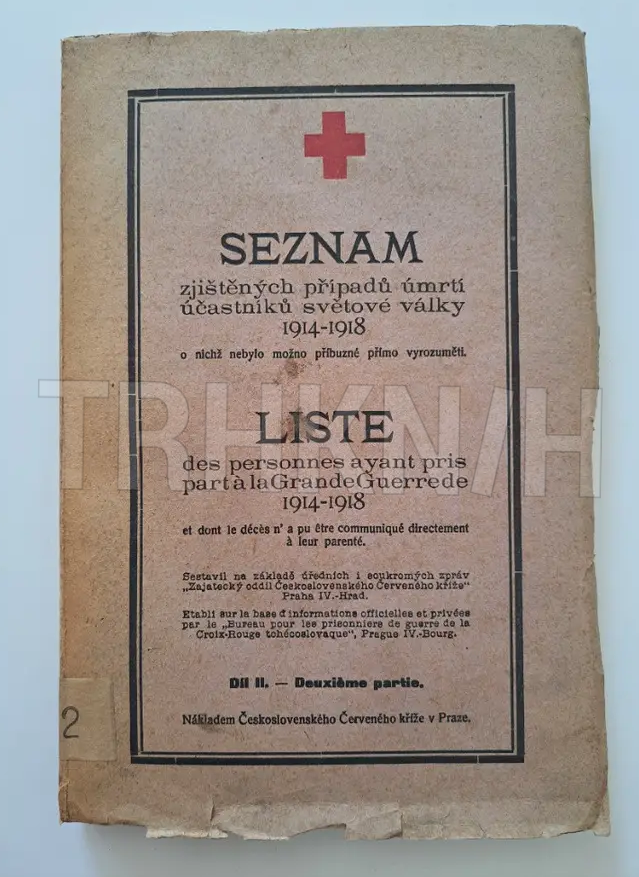 SEZNAM
zjištěných případů úmrtí
účastníků světové války
1914-1918
o nichž nebylo možno příbuzné přímo vyrozuměti.
TRHKNIH
LISTE
des personnes ayant pris
part à la Grande Guerre de
1914-1918
et dont le décès n' a pu être communiqué directement
à leur parenté.
Sestavil na základě úředních i soukromých zpráv
„Zajatecký oddíl Československého Červeného kříže"
Praha IV.-Hrad.
Etabli sur la base d informations officielles et privées
par le „Bureau pour les prisonniers de guerre de la
Croix-Rouge tchécoslovaque", Prague IV.-Bourg.
Díl II. — Deuxième partie.
2
Nákladem Československého Červeného kříže v Praze.